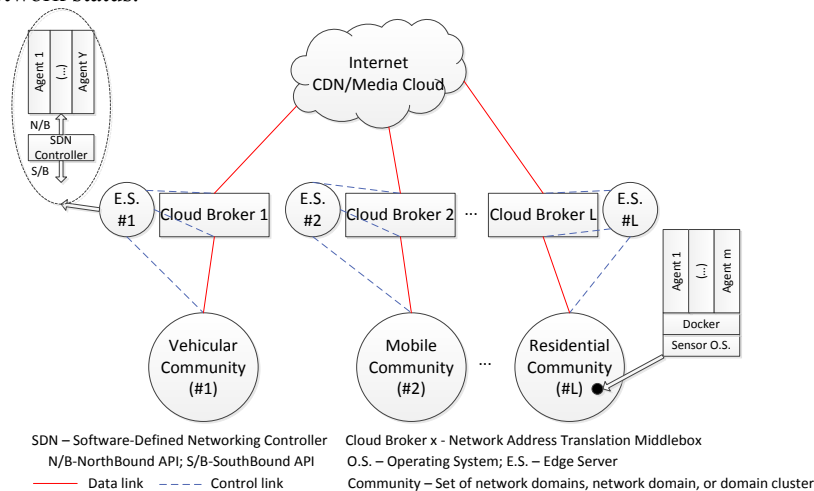 network status.
Agent 1
(...)
Agent Y
N/B
SDN
Controller
S/B
Internet
CDN/Media Cloud
E.S.
#1
Cloud Broker 1
E.S.
#2
Cloud Broker 2
...
Cloud Broker L
E.S.
#L
Agent 1
(...)
Agent m
Docker
Sensor O.S.
Vehicular
Community
(#1)
Mobile
Community
(#2)
...
Residential
Community
(#L)
SDN – Software-Defined Networking Controller Cloud Broker x - Network Address Translation Middlebox
N/B-NorthBound API; S/B-SouthBound API O.S. – Operating System; E.S. – Edge Server
Data link Control link Community – Set of network domains, network domain, or domain cluster